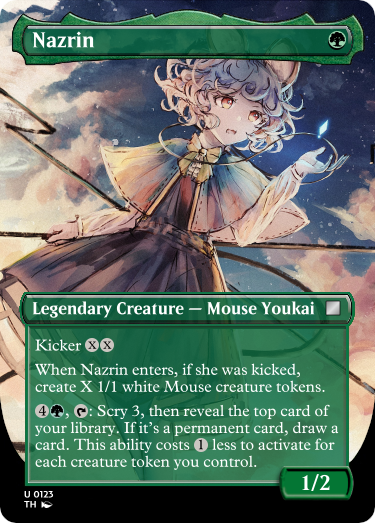 Nazrin
Legendary Creature — Mouse Youkai
Kicker XX
When Nazrin enters, if she was kicked,
create X 1/1 white Mouse creature tokens.
4, : Scry 3, then reveal the top card of
your library. If it's a permanent card, draw a
card. This ability costs 1 less to activate for
each creature token you control.
1/2
U 0123
TH